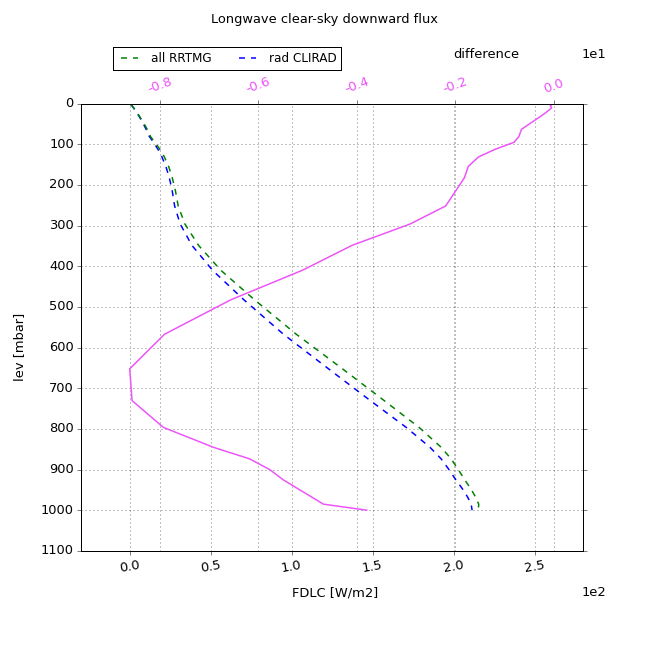 Longwave clear-sky downward flux
all RRTMG rad CLIRAD
difference 1e1
-0.8 -0.6 -0.4 -0.2 0.0
0
100
200
300
400
500
600
700
800
900
1000
1100
lev [mbar]
0.0 0.5 1.0 1.5 2.0 2.5
FDLC [W/m2] 1e2